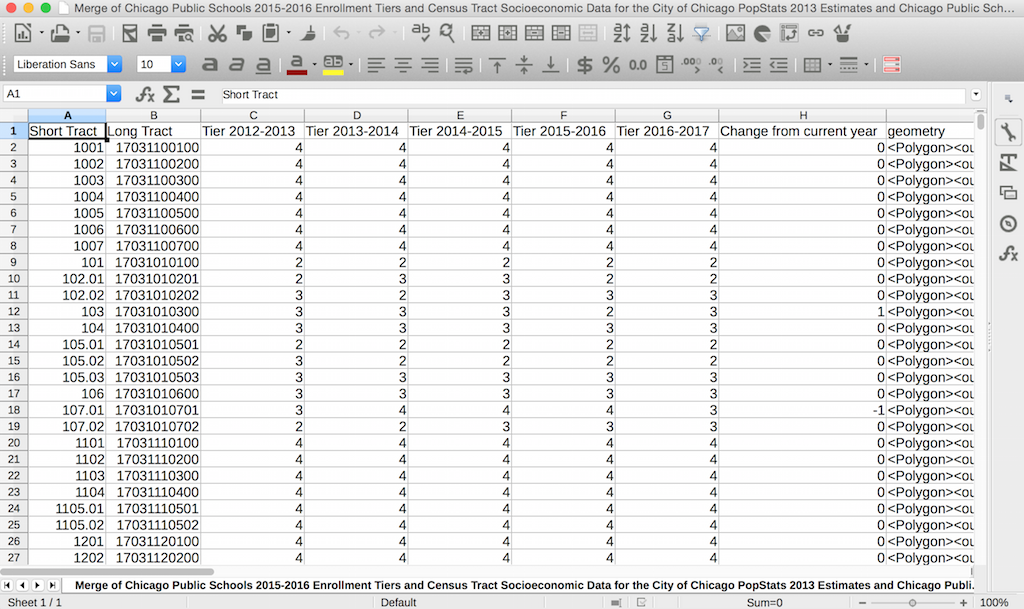 Merge of Chicago Public Schools 2015-2016 Enrollment Tiers and Census Tract Socioeconomic Data for the City of Chicago PopStats 2013 Estimates and Chicago Public Sch...
Liberation Sans 10 a a a a ab $ % 0.0
A1 fx Σ = Short Tract
A B C D E F G H
1 Short Tract Long Tract Tier 2012-2013 Tier 2013-2014 Tier 2014-2015 Tier 2015-2016 Tier 2016-2017 Change from current year geometry
2 1001 17031100100 4 4 4 4 4 0 <Polygon><ou
3 1002 17031100200 4 4 4 4 4 0 <Polygon><ou
4 1003 17031100300 4 4 4 4 4 0 <Polygon><ou
5 1004 17031100400 4 4 4 4 4 0 <Polygon><ou
6 1005 17031100500 4 4 4 4 4 0 <Polygon><ou
7 1006 17031100600 4 4 4 4 4 0 <Polygon><ou
8 1007 17031100700 4 4 4 4 4 0 <Polygon><ou
9 101 17031010100 2 2 2 2 2 0 <Polygon><ou
10 102.01 17031010201 2 3 3 2 2 0 <Polygon><ou
11 102.02 17031010202 3 2 3 3 3 0 <Polygon><ou
12 103 17031010300 3 3 3 2 3 1 <Polygon><ou
13 104 17031010400 3 3 3 3 3 0 <Polygon><ou
14 105.01 17031010501 2 2 2 2 2 0 <Polygon><ou
15 105.02 17031010502 3 2 2 2 2 0 <Polygon><ou
16 105.03 17031010503 3 3 3 3 3 0 <Polygon><ou
17 106 17031010600 3 3 3 3 3 0 <Polygon><ou
18 107.01 17031010701 3 4 4 4 3 -1 <Polygon><ou
19 107.02 17031010702 2 2 3 3 3 0 <Polygon><ou
20 1101 17031110100 4 4 4 4 4 0 <Polygon><ou
21 1102 17031110200 4 4 4 4 4 0 <Polygon><ou
22 1103 17031110300 4 4 4 4 4 0 <Polygon><ou
23 1104 17031110400 4 4 4 4 4 0 <Polygon><ou
24 1105.01 17031110501 4 4 4 4 4 0 <Polygon><ou
25 1105.02 17031110502 4 4 4 4 4 0 <Polygon><ou
26 1201 17031120100 4 4 4 4 4 0 <Polygon><ou
27 1202 17031120200 4 4 4 4 4 0 <Polygon><ou
Merge of Chicago Public Schools 2015-2016 Enrollment Tiers and Census Tract Socioeconomic Data for the City of Chicago PopStats 2013 Estimates and Chicago Publi
Sheet 1 / 1 Default Sum=0 100%